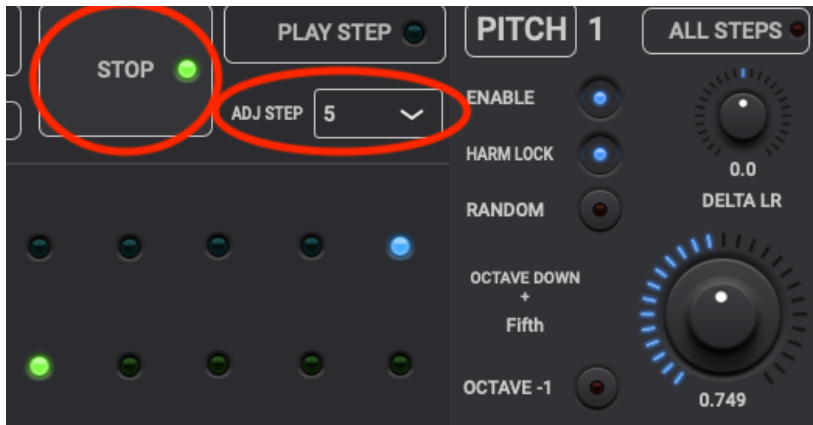 PLAY STEP
STOP
ADJ STEP 5
PITCH 1 ALL STEPS
ENABLE
HARM LOCK
0.0
RANDOM
DELTA LR
OCTAVE DOWN
+
Fifth
OCTAVE -1
0.749